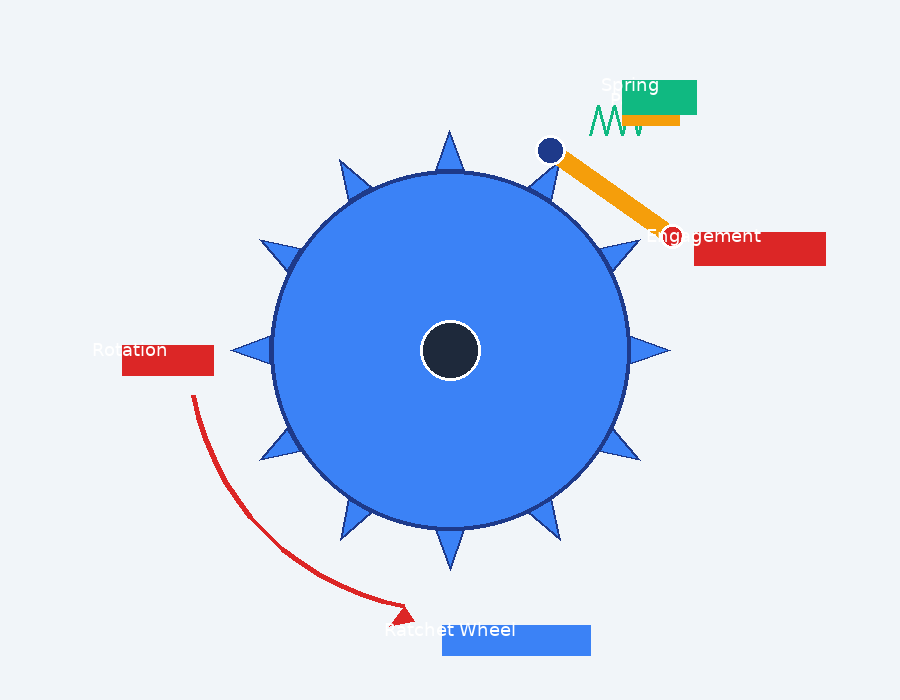 Spring
Engagement
Rotation
Ratchet Wheel